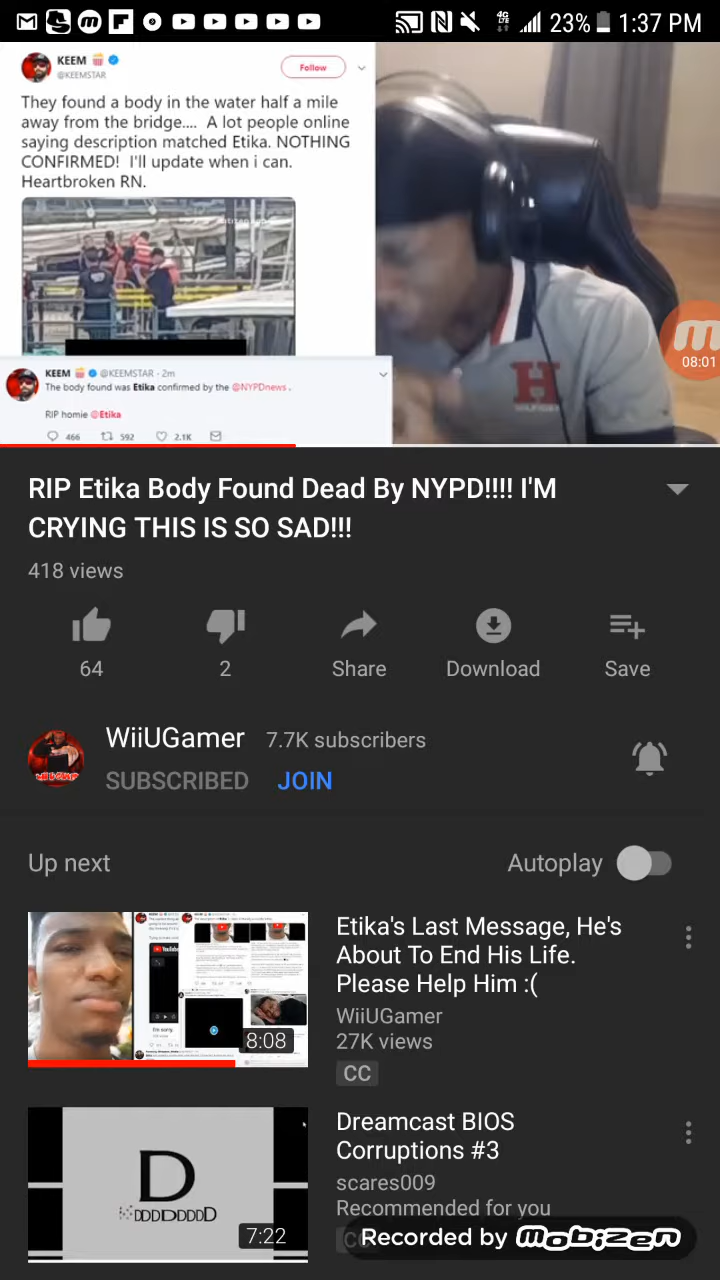 23% 1:37 PM
KEEM
@KEEMSTAR
Follow
They found a body in the water half a mile
away from the bridge.... A lot people online
saying description matched Etika. NOTHING
CONFIRMED! I'll update when i can.
Heartbroken RN.
KEEM @KEEMSTAR · 2m
The body found was Etika confirmed by the @NYPDnews .
RIP homie @Etika
466 592 2.1K
H
08:01
RIP Etika Body Found Dead By NYPD!!!! I'M
CRYING THIS IS SO SAD!!!
418 views
64 2 Share Download Save
WiiUGamer 7.7K subscribers
SUBSCRIBED JOIN
Up next Autoplay
Etika's Last Message, He's
About To End His Life.
Please Help Him :(
WiiUGamer
27K views
CC
8:08
I'm sorry.
Dreamcast BIOS
Corruptions #3
scares009
Recommended for you
D
7:22
Recorded by mobizen